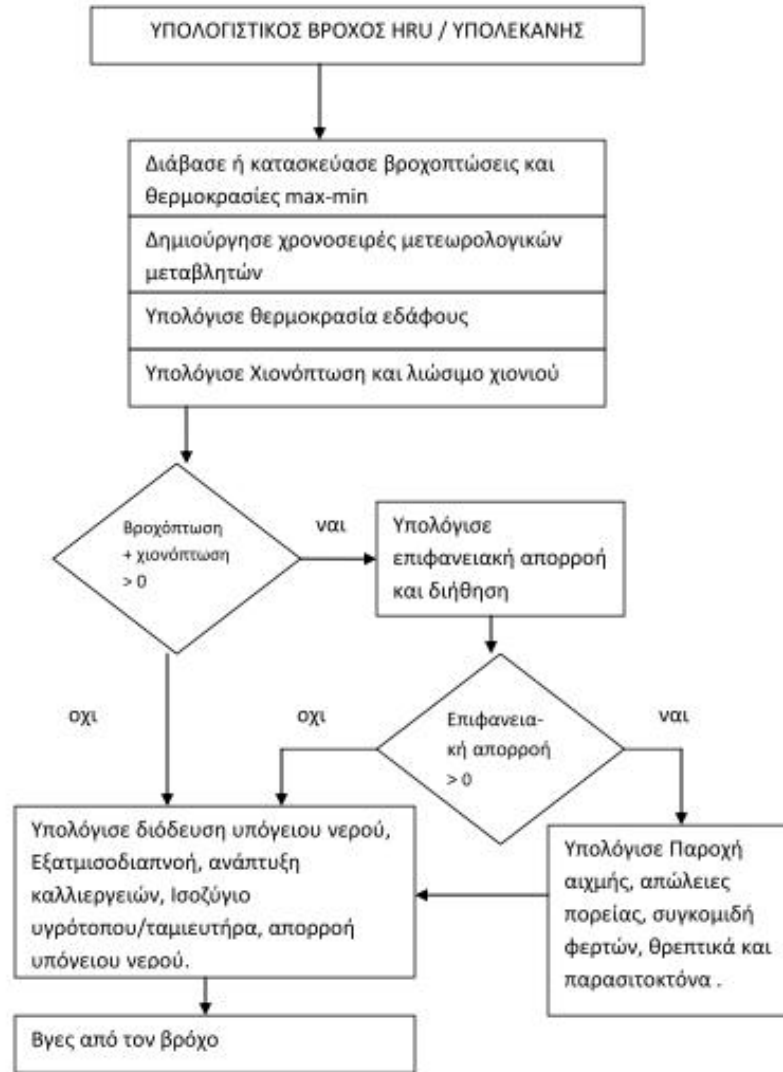 ΥΠΟΛΟΓΙΣΤΙΚΟΣ ΒΡΟΧΟΣ HRU / ΥΠΟΛΕΚΑΝΗΣ
Διάβασε ή κατασκεύασε βροχοπτώσεις και
θερμοκρασίες max-min
Δημιούργησε χρονοσειρές μετεωρολογικών
μεταβλητών
Υπολόγισε θερμοκρασία εδάφους
Υπολόγισε Χιονόπτωση και λιώσιμο χιονιού
Βροχόπτωση
+ χιονόπτωση
> 0
ναι
Υπολόγισε
επιφανειακή απορροή
και διήθηση
οχι
οχι
Επιφανεια-
κή απορροή
> 0
ναι
Υπολόγισε διόδευση υπόγειου νερού,
Εξατμισοδιαπνοή, ανάπτυξη
καλλιεργειών, Ισοζύγιο
υγρότοπου/ταμιευτήρα, απορροή
υπόγειου νερού.
Υπολόγισε Παροχή
αιχμής, απώλειες
πορείας, συγκομιδή
φερτών, θρεπτικά και
παρασιτοκτόνα .
Βγες από τον βρόχο